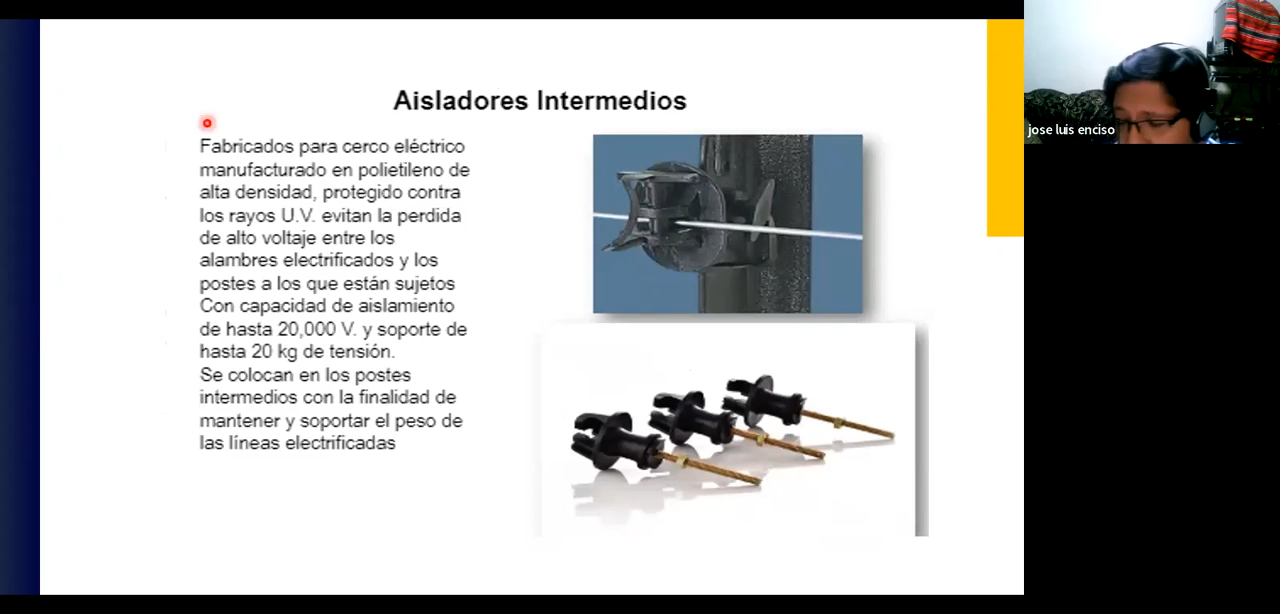 Aisladores Intermedios
Fabricados para cerco eléctrico
manufacturado en polietileno de
alta densidad, protegido contra
los rayos U.V. evitan la perdida
de alto voltaje entre los
alambres electrificados y los
postes a los que están sujetos
Con capacidad de aislamiento
de hasta 20,000 V. y soporte de
hasta 20 kg de tensión.
Se colocan en los postes
intermedios con la finalidad de
mantener y soportar el peso de
las líneas electrificadas
jose luis enciso